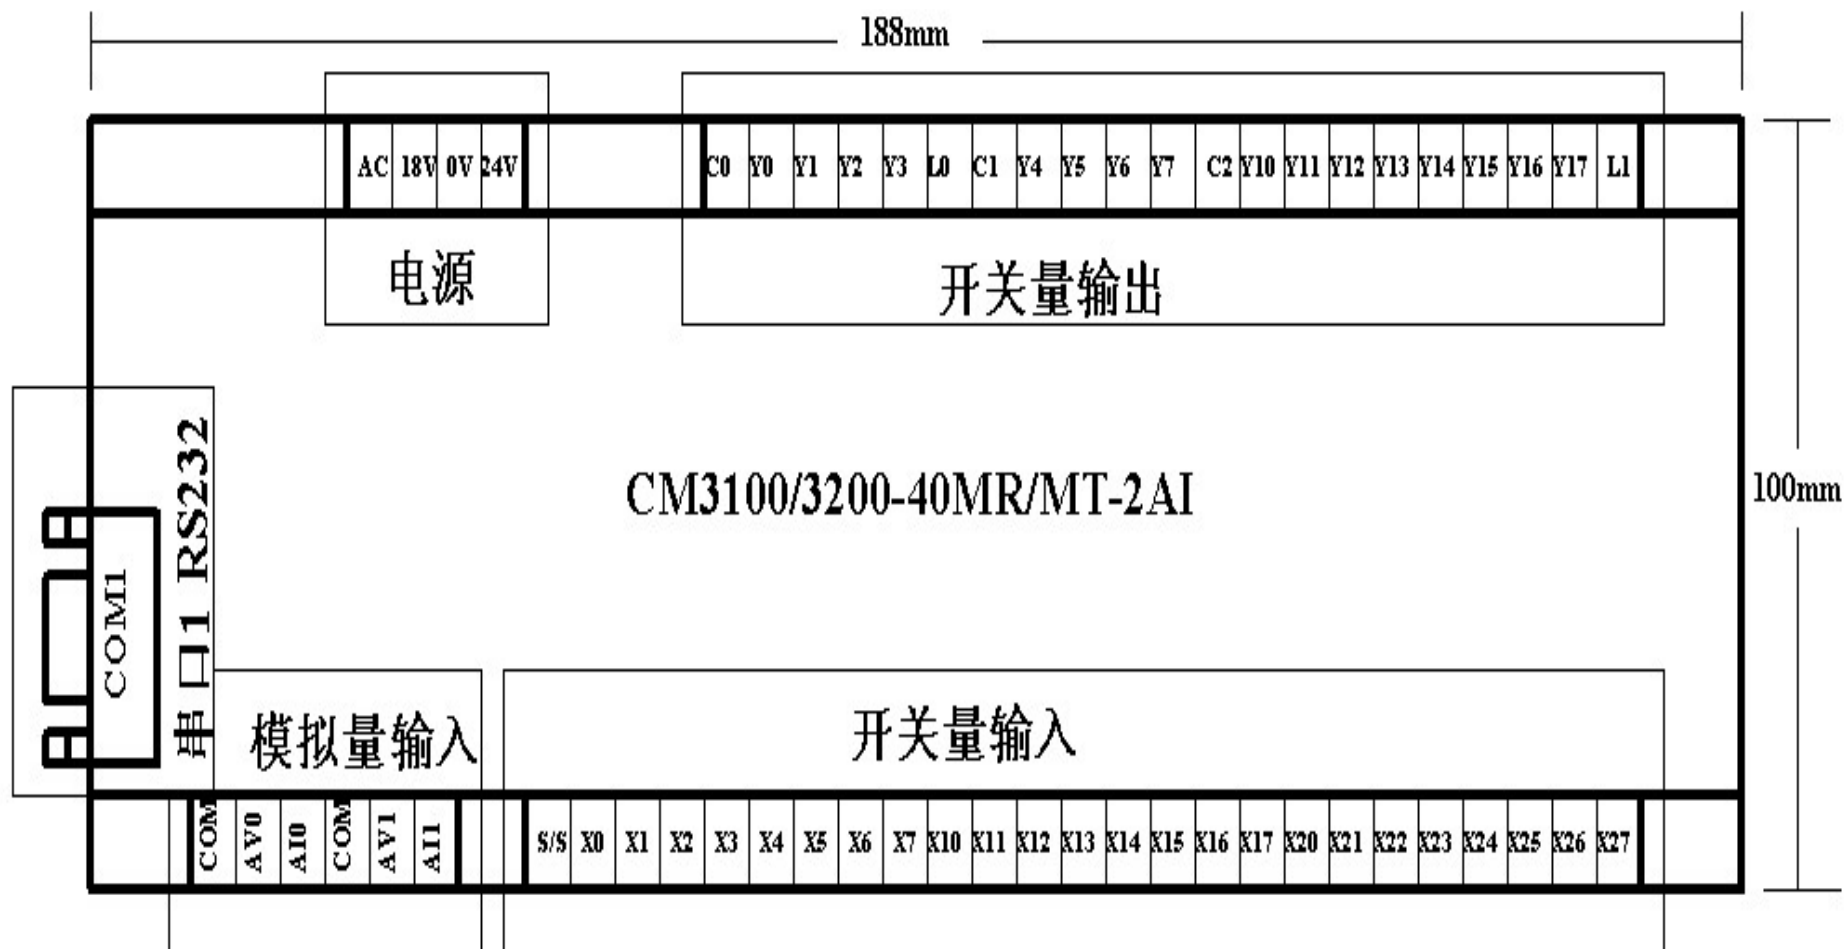 188mm
AC 18V 0V 24V C0 Y0 Y1 Y2 Y3 L0 C1 Y4 Y5 Y6 Y7 C2 Y10 Y11 Y12 Y13 Y14 Y15 Y16 Y17 L1
电源
开关量输出
串口1 RS232
COM1
CM3100/3200-40MR/MT-2AI
100mm
模拟量输入
开关量输入
COM AV0 AI0 COM AV1 AI1 S/S X0 X1 X2 X3 X4 X5 X6 X7 X10 X11 X12 X13 X14 X15 X16 X17 X20 X21 X22 X23 X24 X25 X26 X27